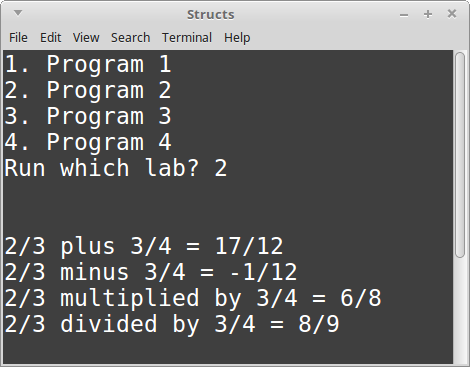 Structs
File Edit View Search Terminal Help
1. Program 1
2. Program 2
3. Program 3
4. Program 4
Run which lab? 2
2/3 plus 3/4 = 17/12
2/3 minus 3/4 = -1/12
2/3 multiplied by 3/4 = 6/8
2/3 divided by 3/4 = 8/9